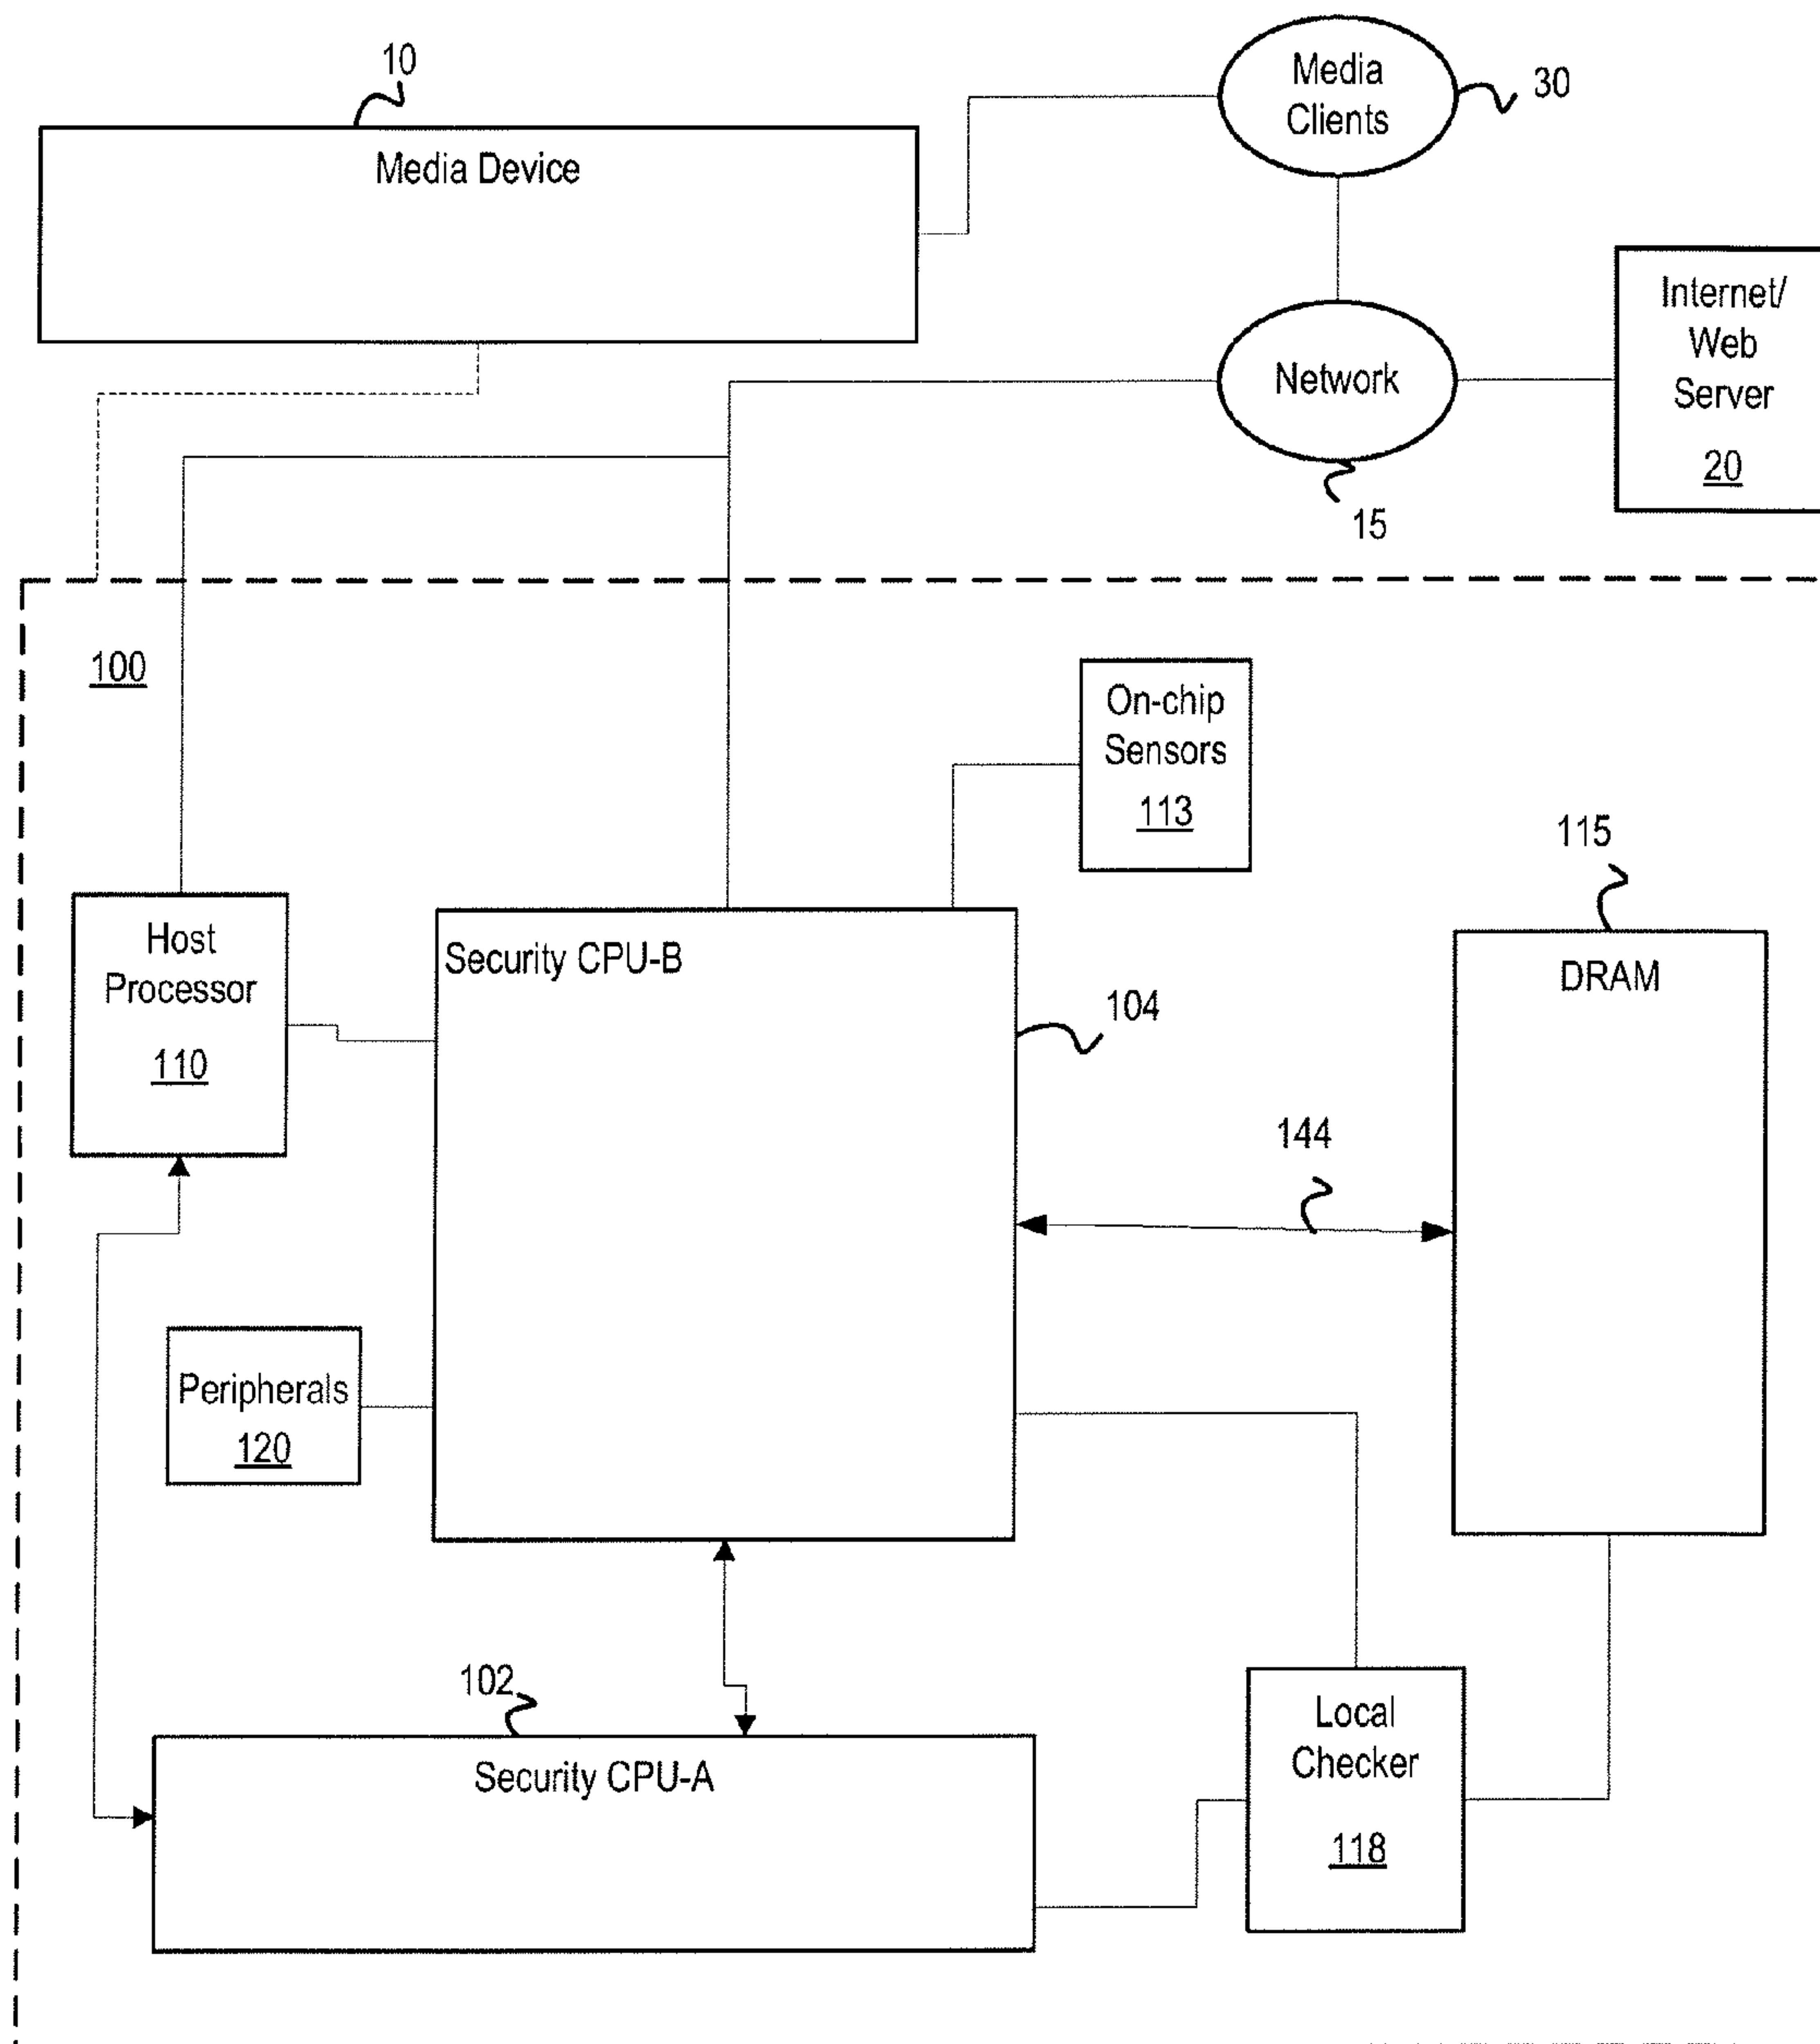 10
Media
Clients
30
Media Device
Internet/
Web
Server
20
Network
15
100
On-chip
Sensors
113
115
Host
Processor
110
Security CPU-B
DRAM
104
144
Peripherals
120
102
Local
Checker
118
Security CPU-A